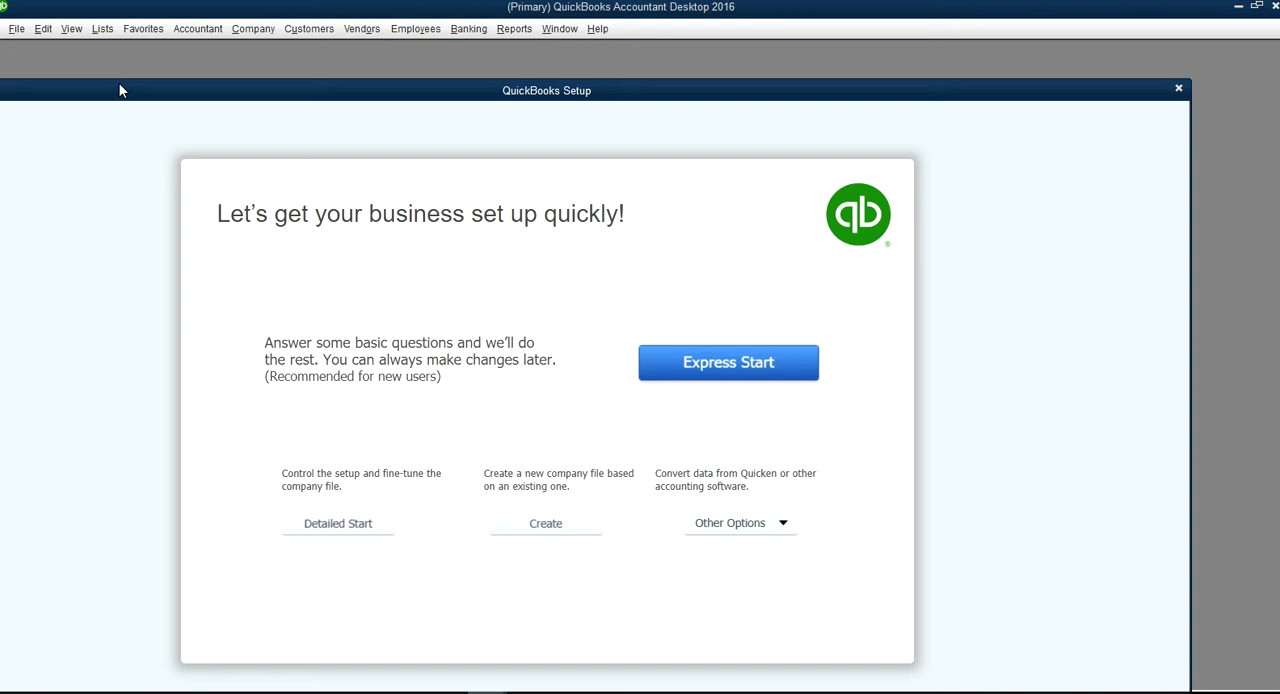 (Primary) QuickBooks Accountant Desktop 2016
File Edit View Lists Favorites Accountant Company Customers Vendors Employees Banking Reports Window Help
QuickBooks Setup
Let's get your business set up quickly!
qb
®
Answer some basic questions and we'll do
the rest. You can always make changes later.
(Recommended for new users)
Express Start
Control the setup and fine-tune the
company file.
Detailed Start
Create a new company file based
on an existing one.
Create
Convert data from Quicken or other
accounting software.
Other Options